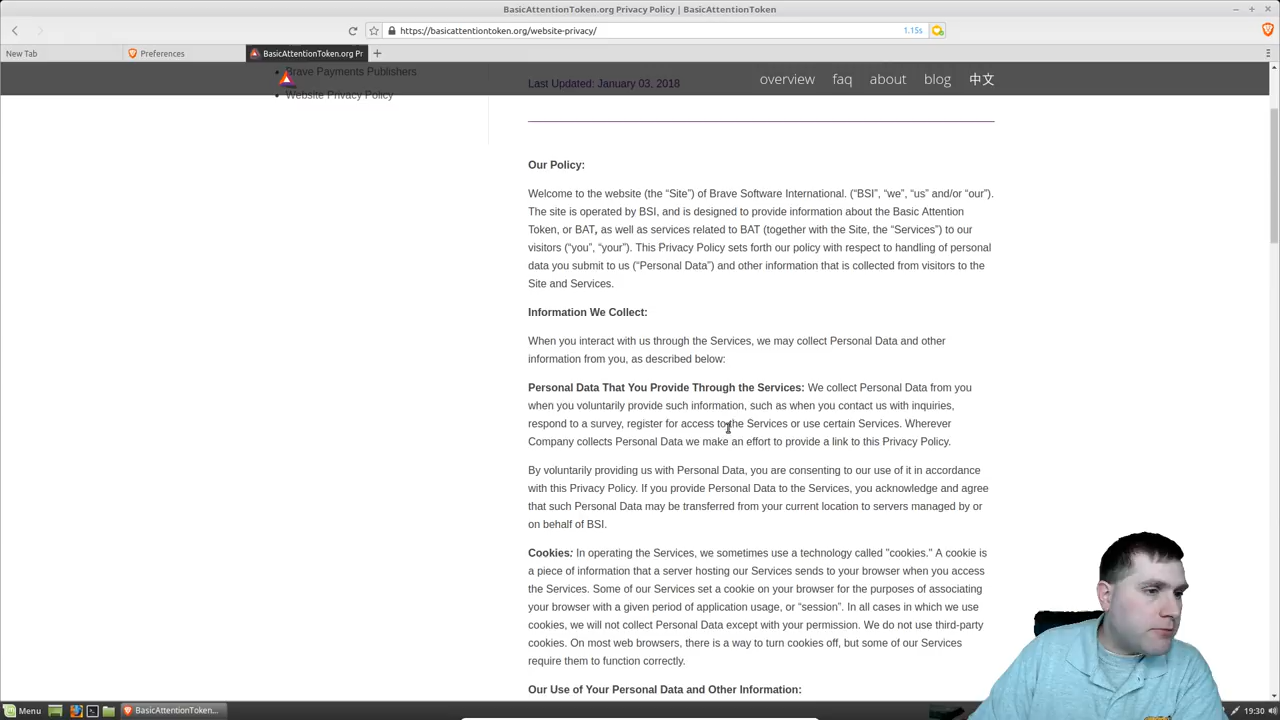 BasicAttentionToken.org Privacy Policy | BasicAttentionToken
https://basicattentiontoken.org/website-privacy/
1.15s
New Tab
Preferences
BasicAttentionToken.org Pr
Brave Payments Publishers
Website Privacy Policy
overview
faq
about
blog
中文
Last Updated: January 03, 2018
Our Policy:
Welcome to the website (the “Site”) of Brave Software International. (“BSI”, “we”, “us” and/or “our”).
The site is operated by BSI, and is designed to provide information about the Basic Attention
Token, or BAT, as well as services related to BAT (together with the Site, the “Services”) to our
visitors (“you”, “your”). This Privacy Policy sets forth our policy with respect to handling of personal
data you submit to us (“Personal Data”) and other information that is collected from visitors to the
Site and Services.
Information We Collect:
When you interact with us through the Services, we may collect Personal Data and other
information from you, as described below:
Personal Data That You Provide Through the Services: We collect Personal Data from you
when you voluntarily provide such information, such as when you contact us with inquiries,
respond to a survey, register for access to the Services or use certain Services. Wherever
Company collects Personal Data we make an effort to provide a link to this Privacy Policy.
By voluntarily providing us with Personal Data, you are consenting to our use of it in accordance
with this Privacy Policy. If you provide Personal Data to the Services, you acknowledge and agree
that such Personal Data may be transferred from your current location to servers managed by or
on behalf of BSI.
Cookies: In operating the Services, we sometimes use a technology called "cookies." A cookie is
a piece of information that a server hosting our Services sends to your browser when you access
the Services. Some of our Services set a cookie on your browser for the purposes of associating
your browser with a given period of application usage, or “session”. In all cases in which we use
cookies, we will not collect Personal Data except with your permission. We do not use third-party
cookies. On most web browsers, there is a way to turn cookies off, but some of our Services
require them to function correctly.
Our Use of Your Personal Data and Other Information:
Menu
BasicAttentionToken...
19:30